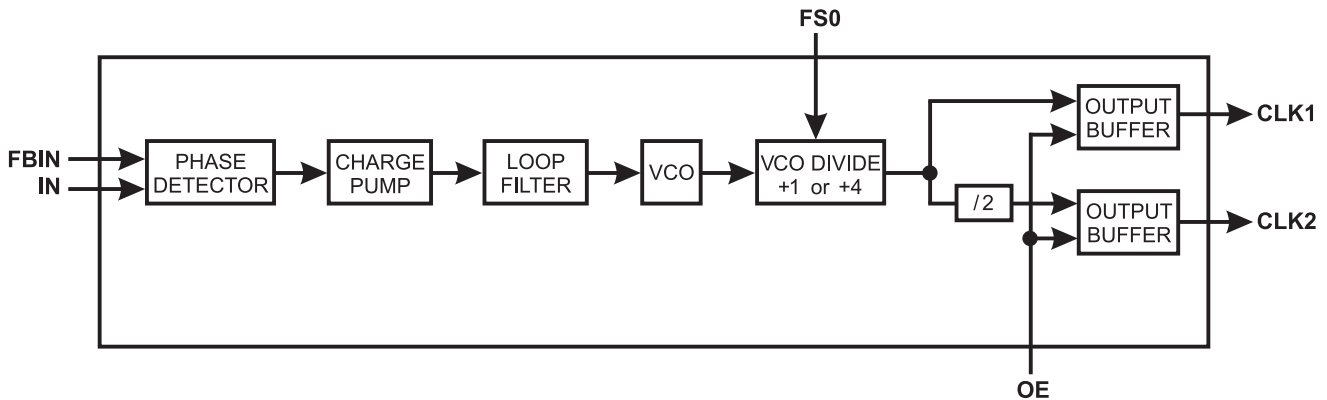 FS0
FBIN
IN
PHASE
DETECTOR
CHARGE
PUMP
LOOP
FILTER
VCO
VCO DIVIDE
+1 or +4
/2
OUTPUT
BUFFER
CLK1
OUTPUT
BUFFER
CLK2
OE